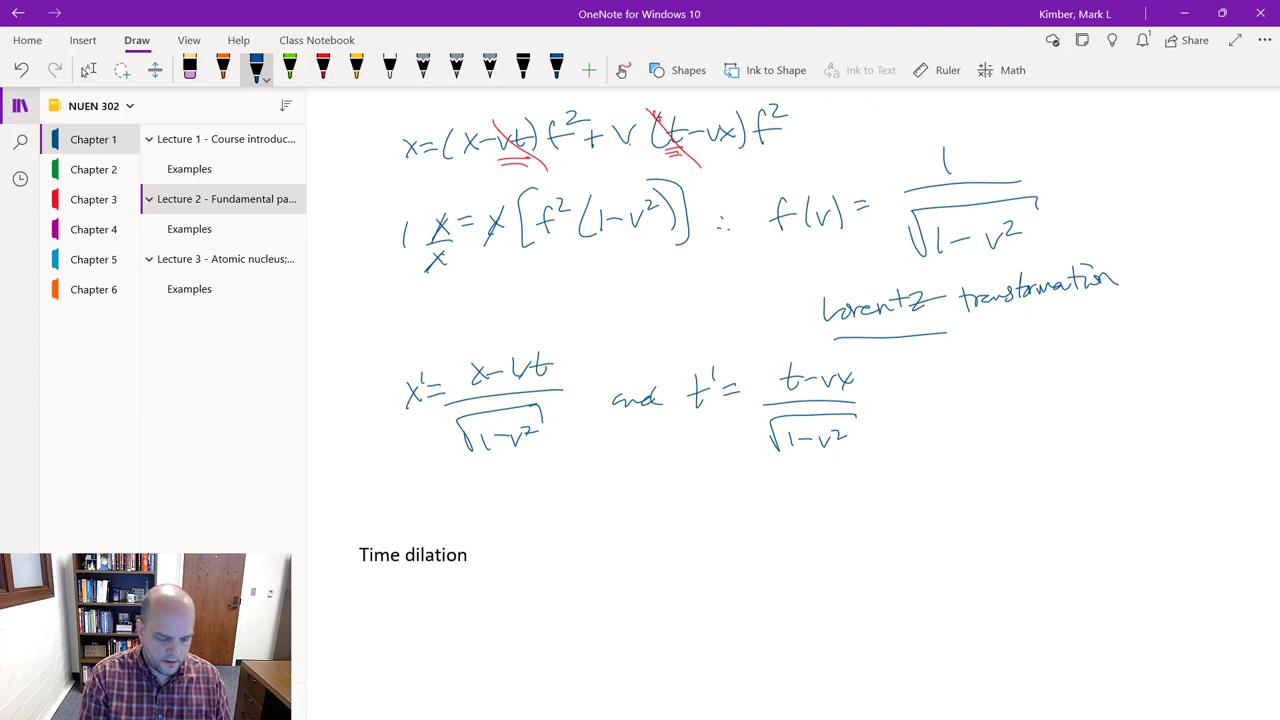 OneNote for Windows 10
Kimber, Mark L
Home Insert Draw View Help Class Notebook
Share
Shapes Ink to Shape Ink to Text Ruler Math
NUEN 302
Chapter 1
Chapter 2
Chapter 3
Chapter 4
Chapter 5
Chapter 6
Lecture 1 - Course introduc...
Examples
Lecture 2 - Fundamental pa...
Examples
Lecture 3 - Atomic nucleus;...
Examples
x=(x-vt)f²+v(t-vx)f²
1 x/x = x[f²(1-v²)] ∴ f(v) = 1/√(1-v²)
Lorentz transformation
x' = (x-vt)/√(1-v²) and t' = (t-vx)/√(1-v²)
Time dilation